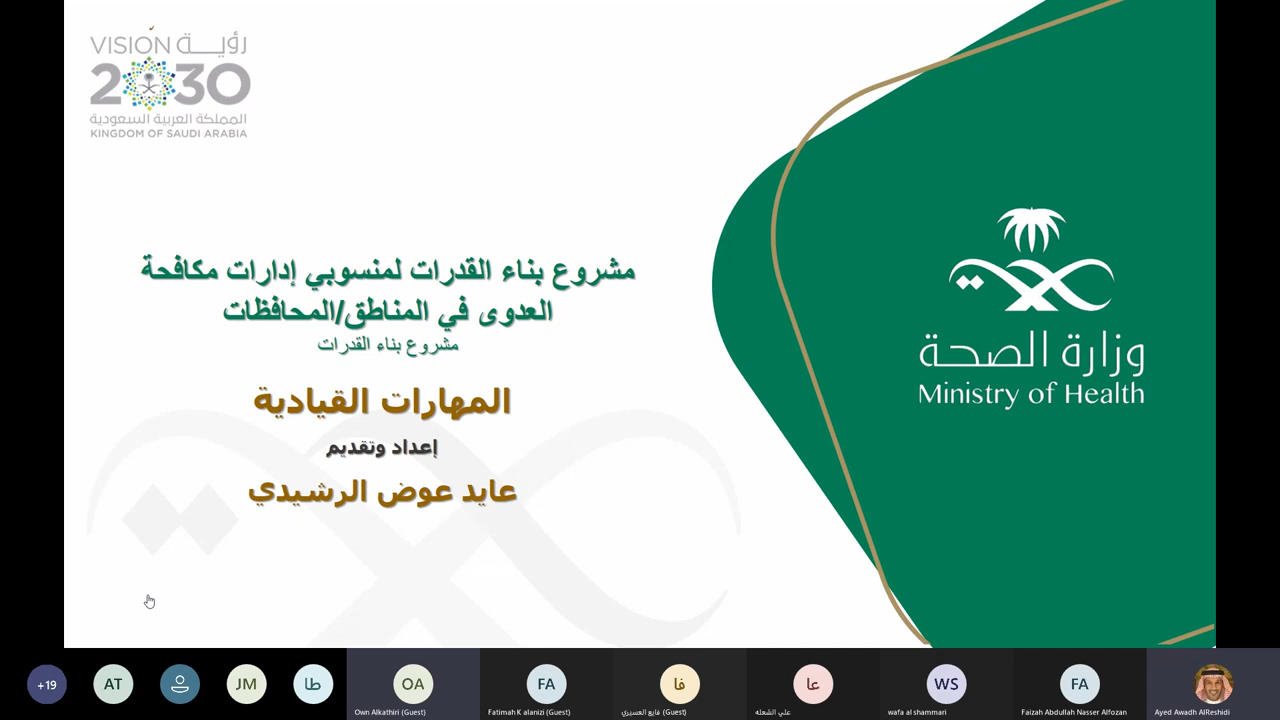 VISION رؤيــة
2030
المملكة العربية السعودية
KINGDOM OF SAUDI ARABIA
مشروع بناء القدرات لمنسوبي إدارات مكافحة
العدوى في المناطق/المحافظات
مشروع بناء القدرات
المهارات القيادية
إعداد وتقديم
عايد عوض الرشيدي
وزارة الصحة
Ministry of Health
+19
AT
JM
طا
OA
Own Alkathiri (Guest)
FA
Fatimah K alanizi (Guest)
فا
فايع العسيري (Guest)
عا
علي الشعله
WS
wafa al shammari
FA
Faizah Abdullah Nasser Alfozan
Ayed Awadh AlReshidi